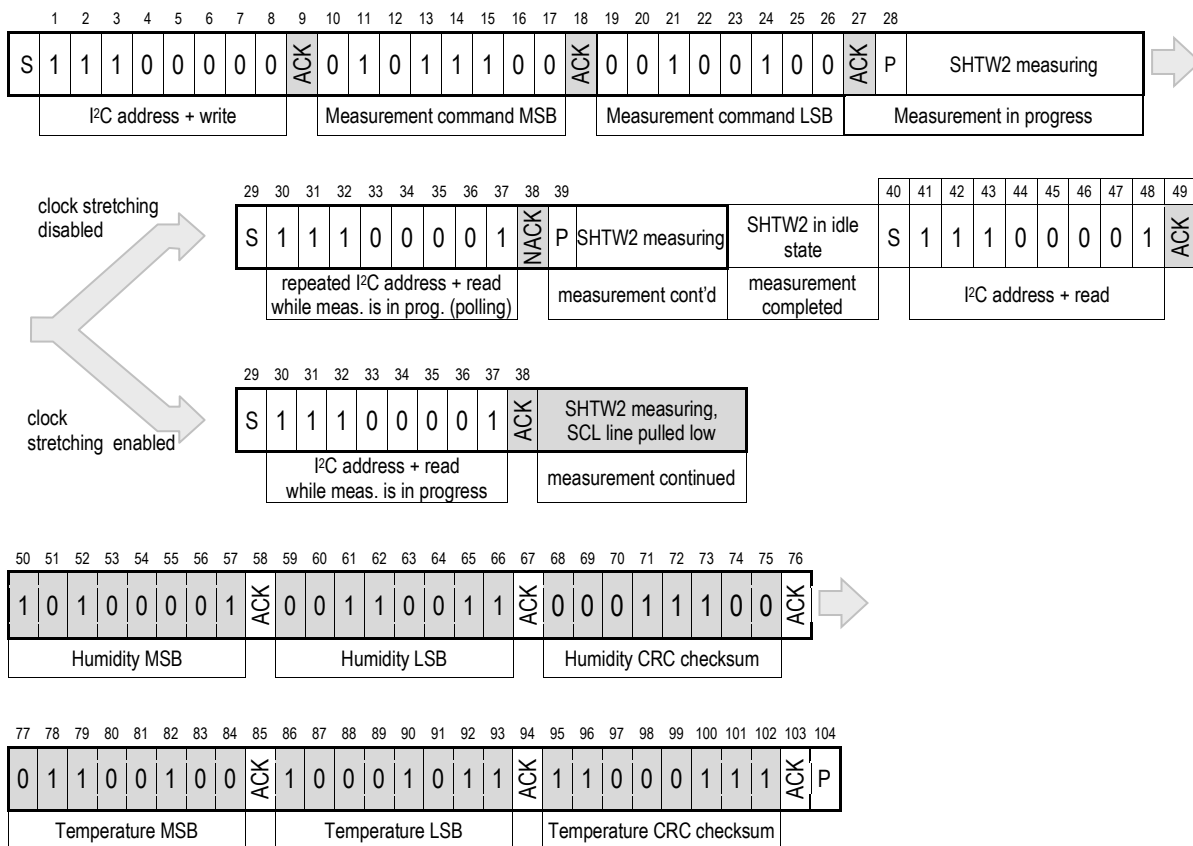 1 2 3 4 5 6 7 8 9 10 11 12 13 14 15 16 17 18 19 20 21 22 23 24 25 26 27 28
S 1 1 1 0 0 0 0 0 ACK 0 1 0 1 1 1 0 0 ACK 0 0 1 0 0 1 0 0 ACK P SHTW2 measuring
I²C address + write Measurement command MSB Measurement command LSB Measurement in progress
clock stretching
disabled
29 30 31 32 33 34 35 36 37 38 39 40 41 42 43 44 45 46 47 48 49
S 1 1 1 0 0 0 0 1 NACK P SHTW2 measuring SHTW2 in idle state S 1 1 1 0 0 0 0 1 ACK
repeated I²C address + read
while meas. is in prog. (polling)
measurement cont'd
measurement
completed
I²C address + read
clock
stretching enabled
29 30 31 32 33 34 35 36 37 38
S 1 1 1 0 0 0 0 1 ACK SHTW2 measuring,
SCL line pulled low
I²C address + read
while meas. is in progress
measurement continued
50 51 52 53 54 55 56 57 58 59 60 61 62 63 64 65 66 67 68 69 70 71 72 73 74 75 76
1 0 1 0 0 0 0 1 ACK 0 0 1 1 0 0 1 1 ACK 0 0 0 1 1 1 0 0 ACK
Humidity MSB Humidity LSB Humidity CRC checksum
77 78 79 80 81 82 83 84 85 86 87 88 89 90 91 92 93 94 95 96 97 98 99 100 101 102 103 104
0 1 1 0 0 1 0 0 ACK 1 0 0 0 1 0 1 1 ACK 1 1 0 0 0 1 1 1 ACK P
Temperature MSB Temperature LSB Temperature CRC checksum